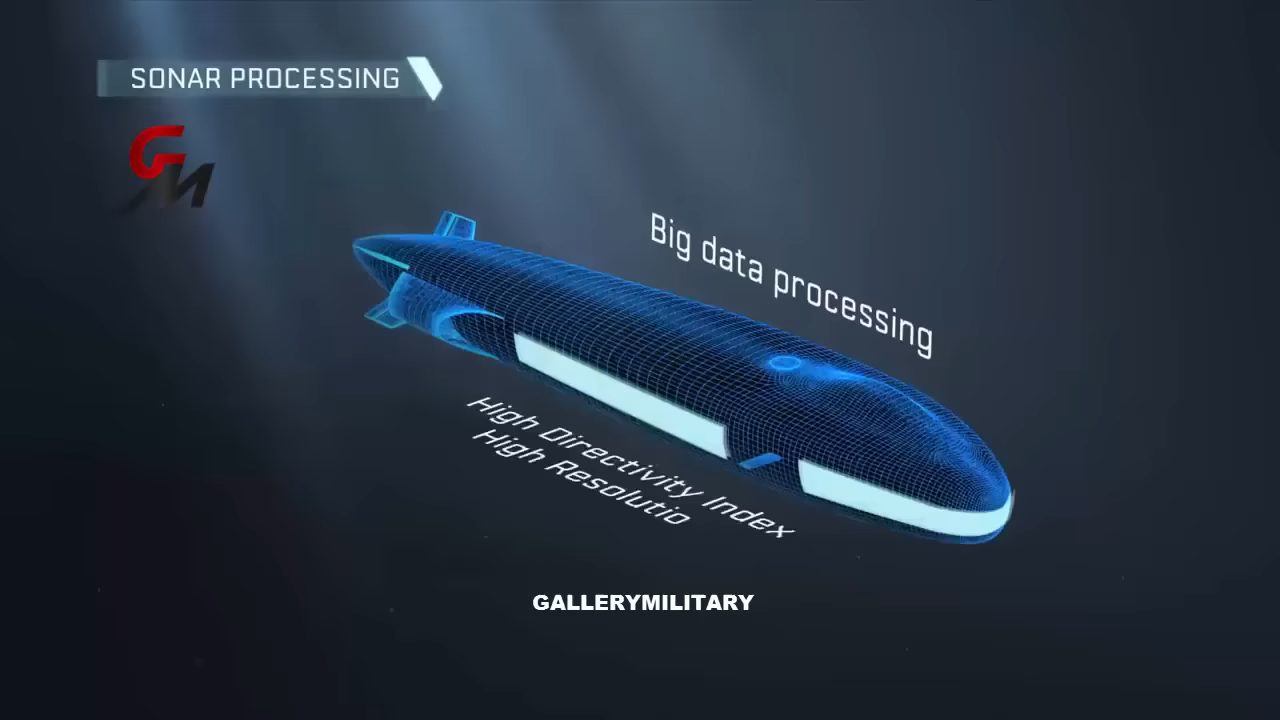 SONAR PROCESSING
GM
Big data processing
High Directivity Index
High Resolutio
GALLERYMILITARY